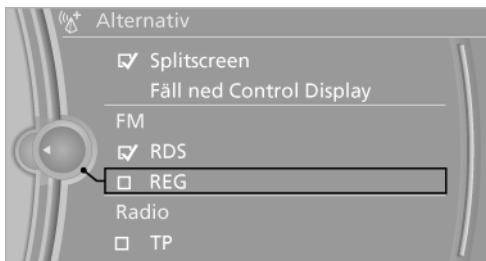 Alternativ
Splitscreen
Fäll ned Control Display
FM
RDS
REG
Radio
TP